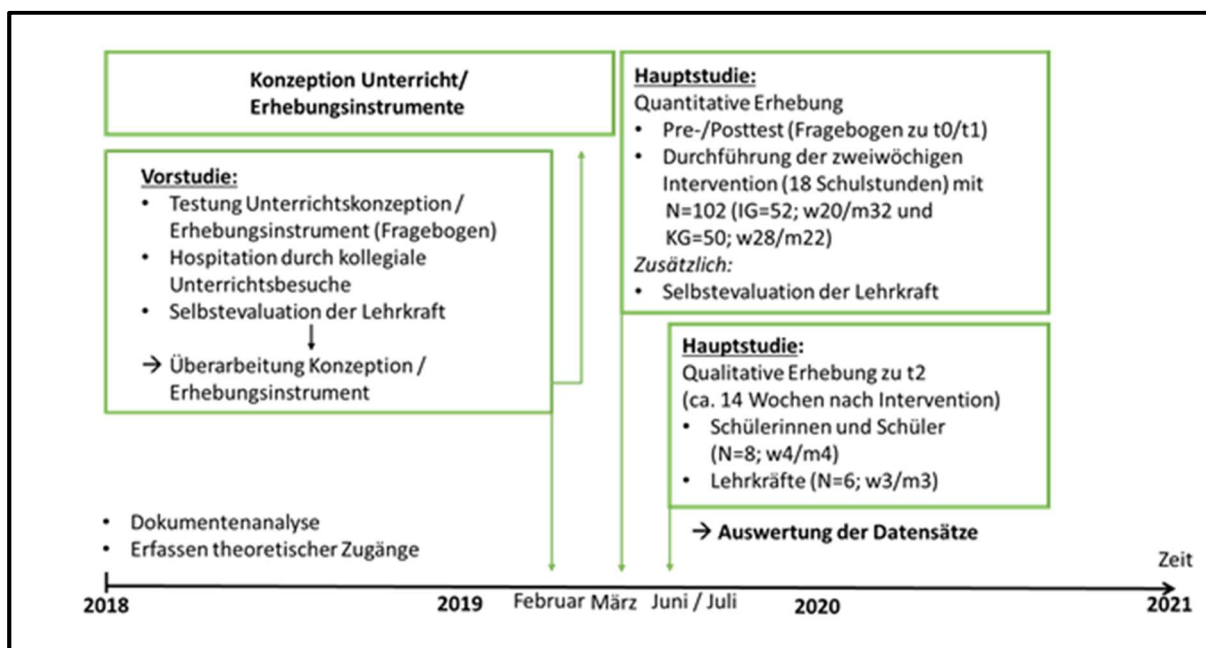 Konzeption Unterricht/
Erhebungsinstrumente
Vorstudie:
• Testung Unterrichtskonzeption /
Erhebungsinstrument (Fragebogen)
• Hospitation durch kollegiale
Unterrichtsbesuche
• Selbstevaluation der Lehrkraft
→ Überarbeitung Konzeption /
Erhebungsinstrument
Hauptstudie:
Quantitative Erhebung
• Pre-/Posttest (Fragebogen zu t0/t1)
• Durchführung der zweiwöchigen
Intervention (18 Schulstunden) mit
N=102 (IG=52; w20/m32 und
KG=50; w28/m22)
Zusätzlich:
• Selbstevaluation der Lehrkraft
Hauptstudie:
Qualitative Erhebung zu t2
(ca. 14 Wochen nach Intervention)
• Schülerinnen und Schüler
(N=8; w4/m4)
• Lehrkräfte (N=6; w3/m3)
→ Auswertung der Datensätze
• Dokumentenanalyse
• Erfassen theoretischer Zugänge
Zeit
2018 2019 Februar März Juni / Juli 2020 2021